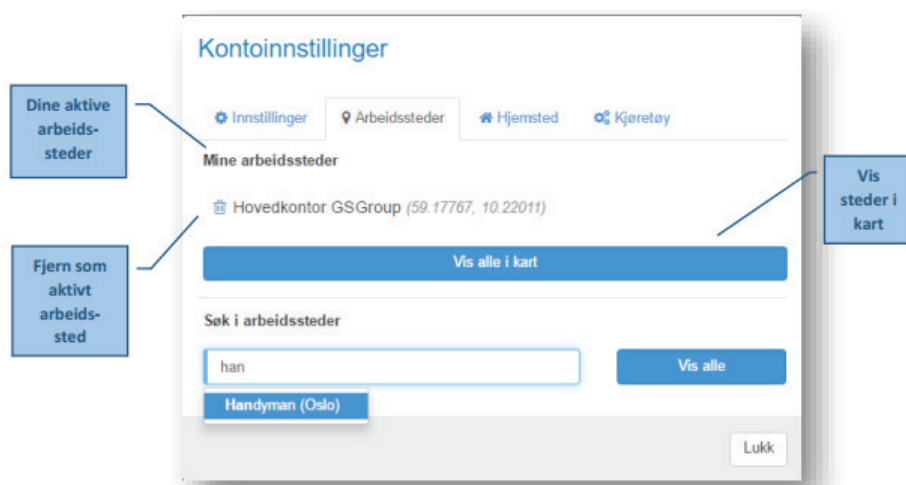 Kontoinnstillinger
Dine aktive
arbeids-
steder
Innstillinger
Arbeidssteder
Hjemsted
Kjøretøy
Mine arbeidssteder
Vis
steder i
kart
Hovedkontor GSGroup (59.17767, 10.22011)
Fjern som
aktivt
arbeids-
sted
Vis alle i kart
Søk i arbeidssteder
han
Vis alle
Handyman (Oslo)
Lukk